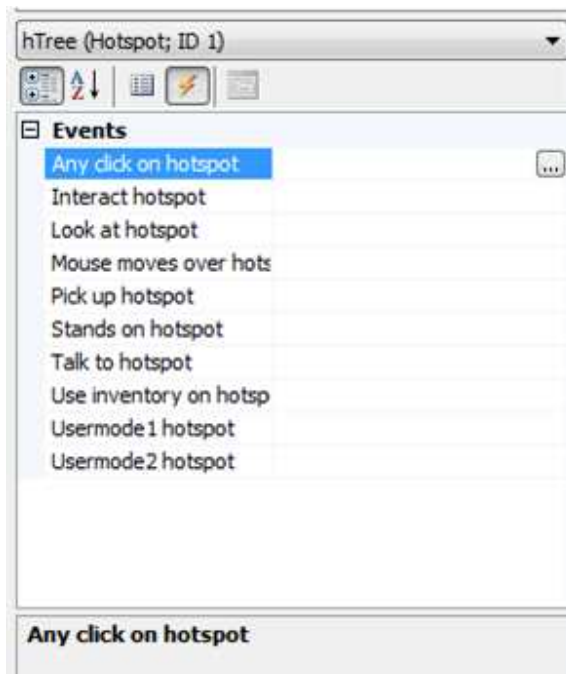 hTree (Hotspot; ID 1)
Events
Any click on hotspot
...
Interact hotspot
Look at hotspot
Mouse moves over hots
Pick up hotspot
Stands on hotspot
Talk to hotspot
Use inventory on hotsp
Usermode1 hotspot
Usermode2 hotspot
Any click on hotspot